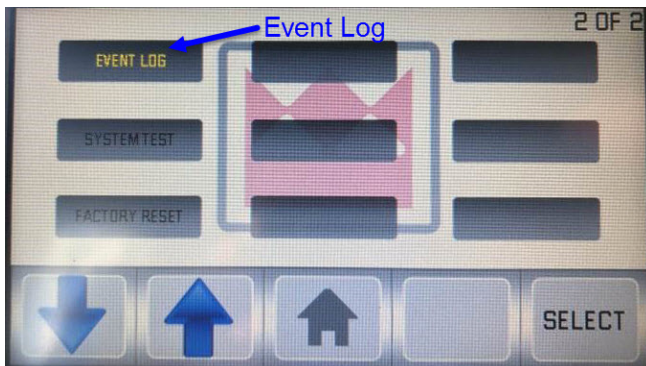 Event Log
2 OF 2
EVENT LOG
SYSTEM TEST
FACTORY RESET
SELECT